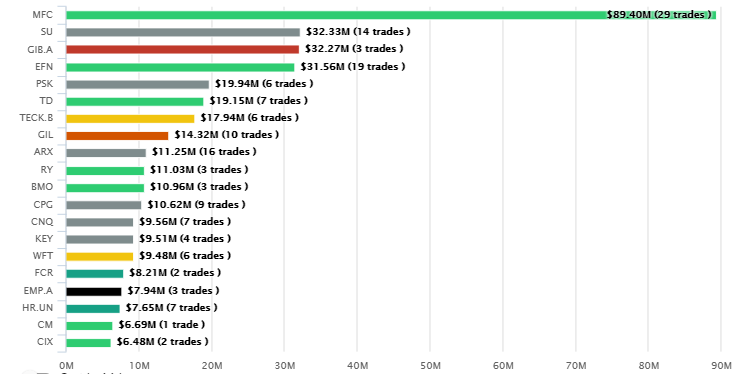 MFC $89.40M (29 trades )
SU $32.33M (14 trades )
GIB.A $32.27M (3 trades )
EFN $31.56M (19 trades )
PSK $19.94M (6 trades )
TD $19.15M (7 trades )
TECK.B $17.94M (6 trades )
GIL $14.32M (10 trades )
ARX $11.25M (16 trades )
RY $11.03M (3 trades )
BMO $10.96M (3 trades )
CPG $10.62M (9 trades )
CNQ $9.56M (7 trades )
KEY $9.51M (4 trades )
WFT $9.48M (6 trades )
FCR $8.21M (2 trades )
EMP.A $7.94M (3 trades )
HR.UN $7.65M (7 trades )
CM $6.69M (1 trade )
CIX $6.48M (2 trades )
0M 10M 20M 30M 40M 50M 60M 70M 80M 90M